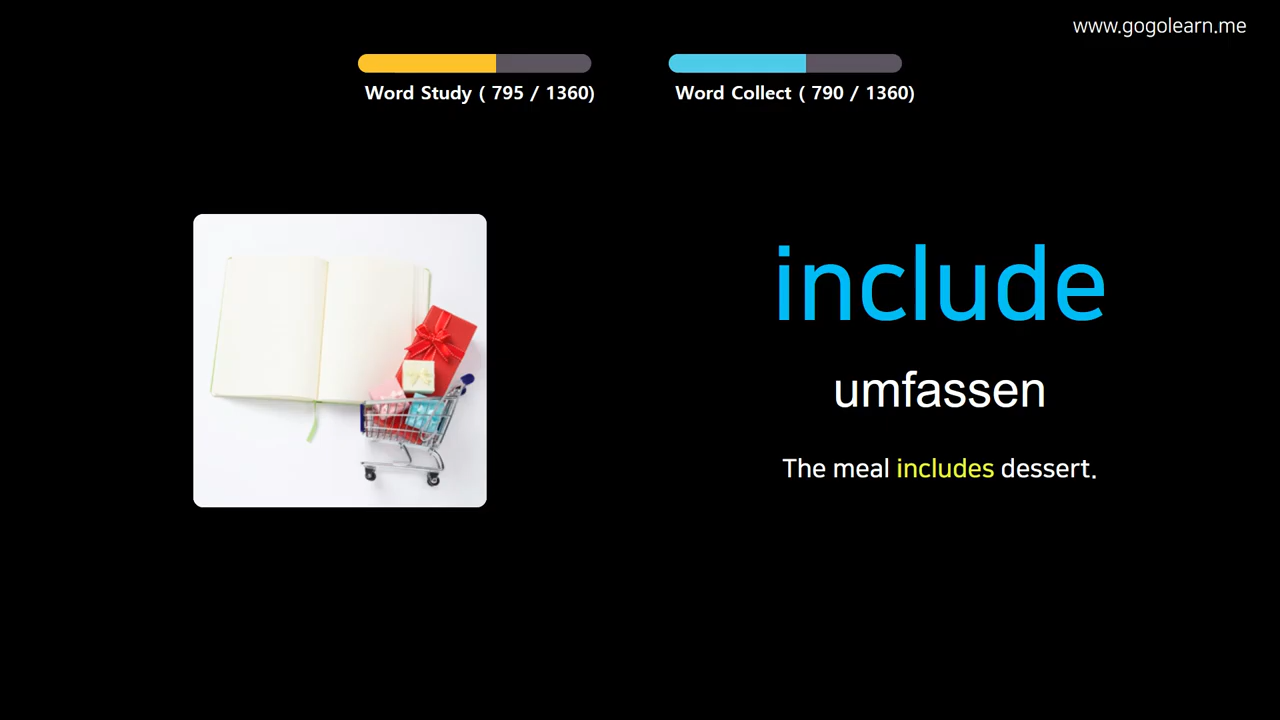 www.gogolearn.me
Word Study ( 795 / 1360)
Word Collect ( 790 / 1360)
include
umfassen
The meal includes dessert.